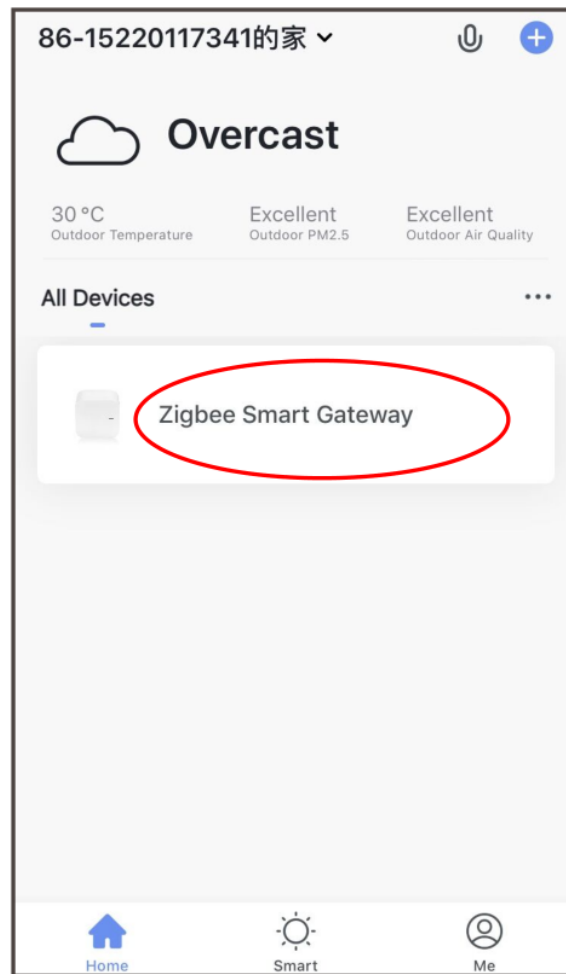 86-15220117341的家
Overcast
30 °C Excellent Excellent
Outdoor Temperature Outdoor PM2.5 Outdoor Air Quality
All Devices
Zigbee Smart Gateway
Home Smart Me